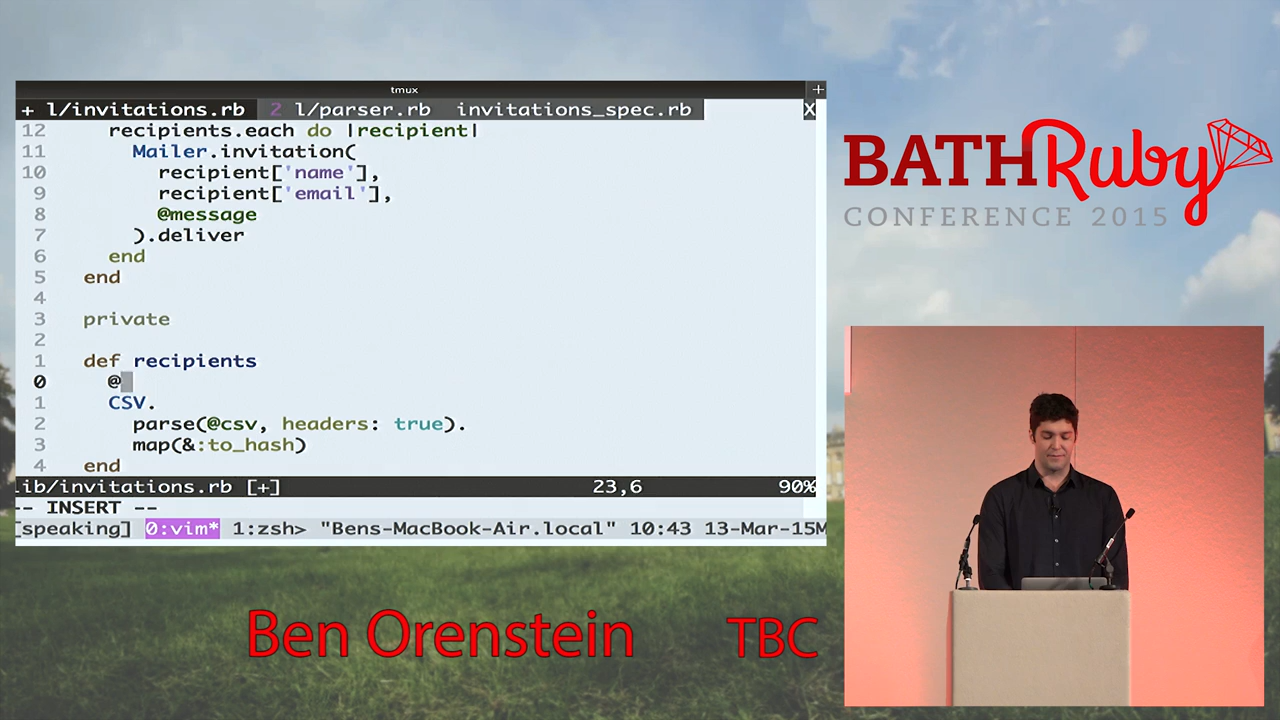 tmux
+ l/invitations.rb 2 l/parser.rb invitations_spec.rb X
12 recipients.each do |recipient|
11 Mailer.invitation(
10 recipient['name'],
9 recipient['email'],
8 @message
7 ).deliver
6 end
5 end
4
3 private
2
1 def recipients
0 @
1 CSV.
2 parse(@csv, headers: true).
3 map(&:to_hash)
4 end
lib/invitations.rb [+] 23,6 90%
-- INSERT --
[speaking] 0:vim* 1:zsh> "Bens-MacBook-Air.local" 10:43 13-Mar-15M
BATHRuby
CONFERENCE 2015
Ben Orenstein TBC